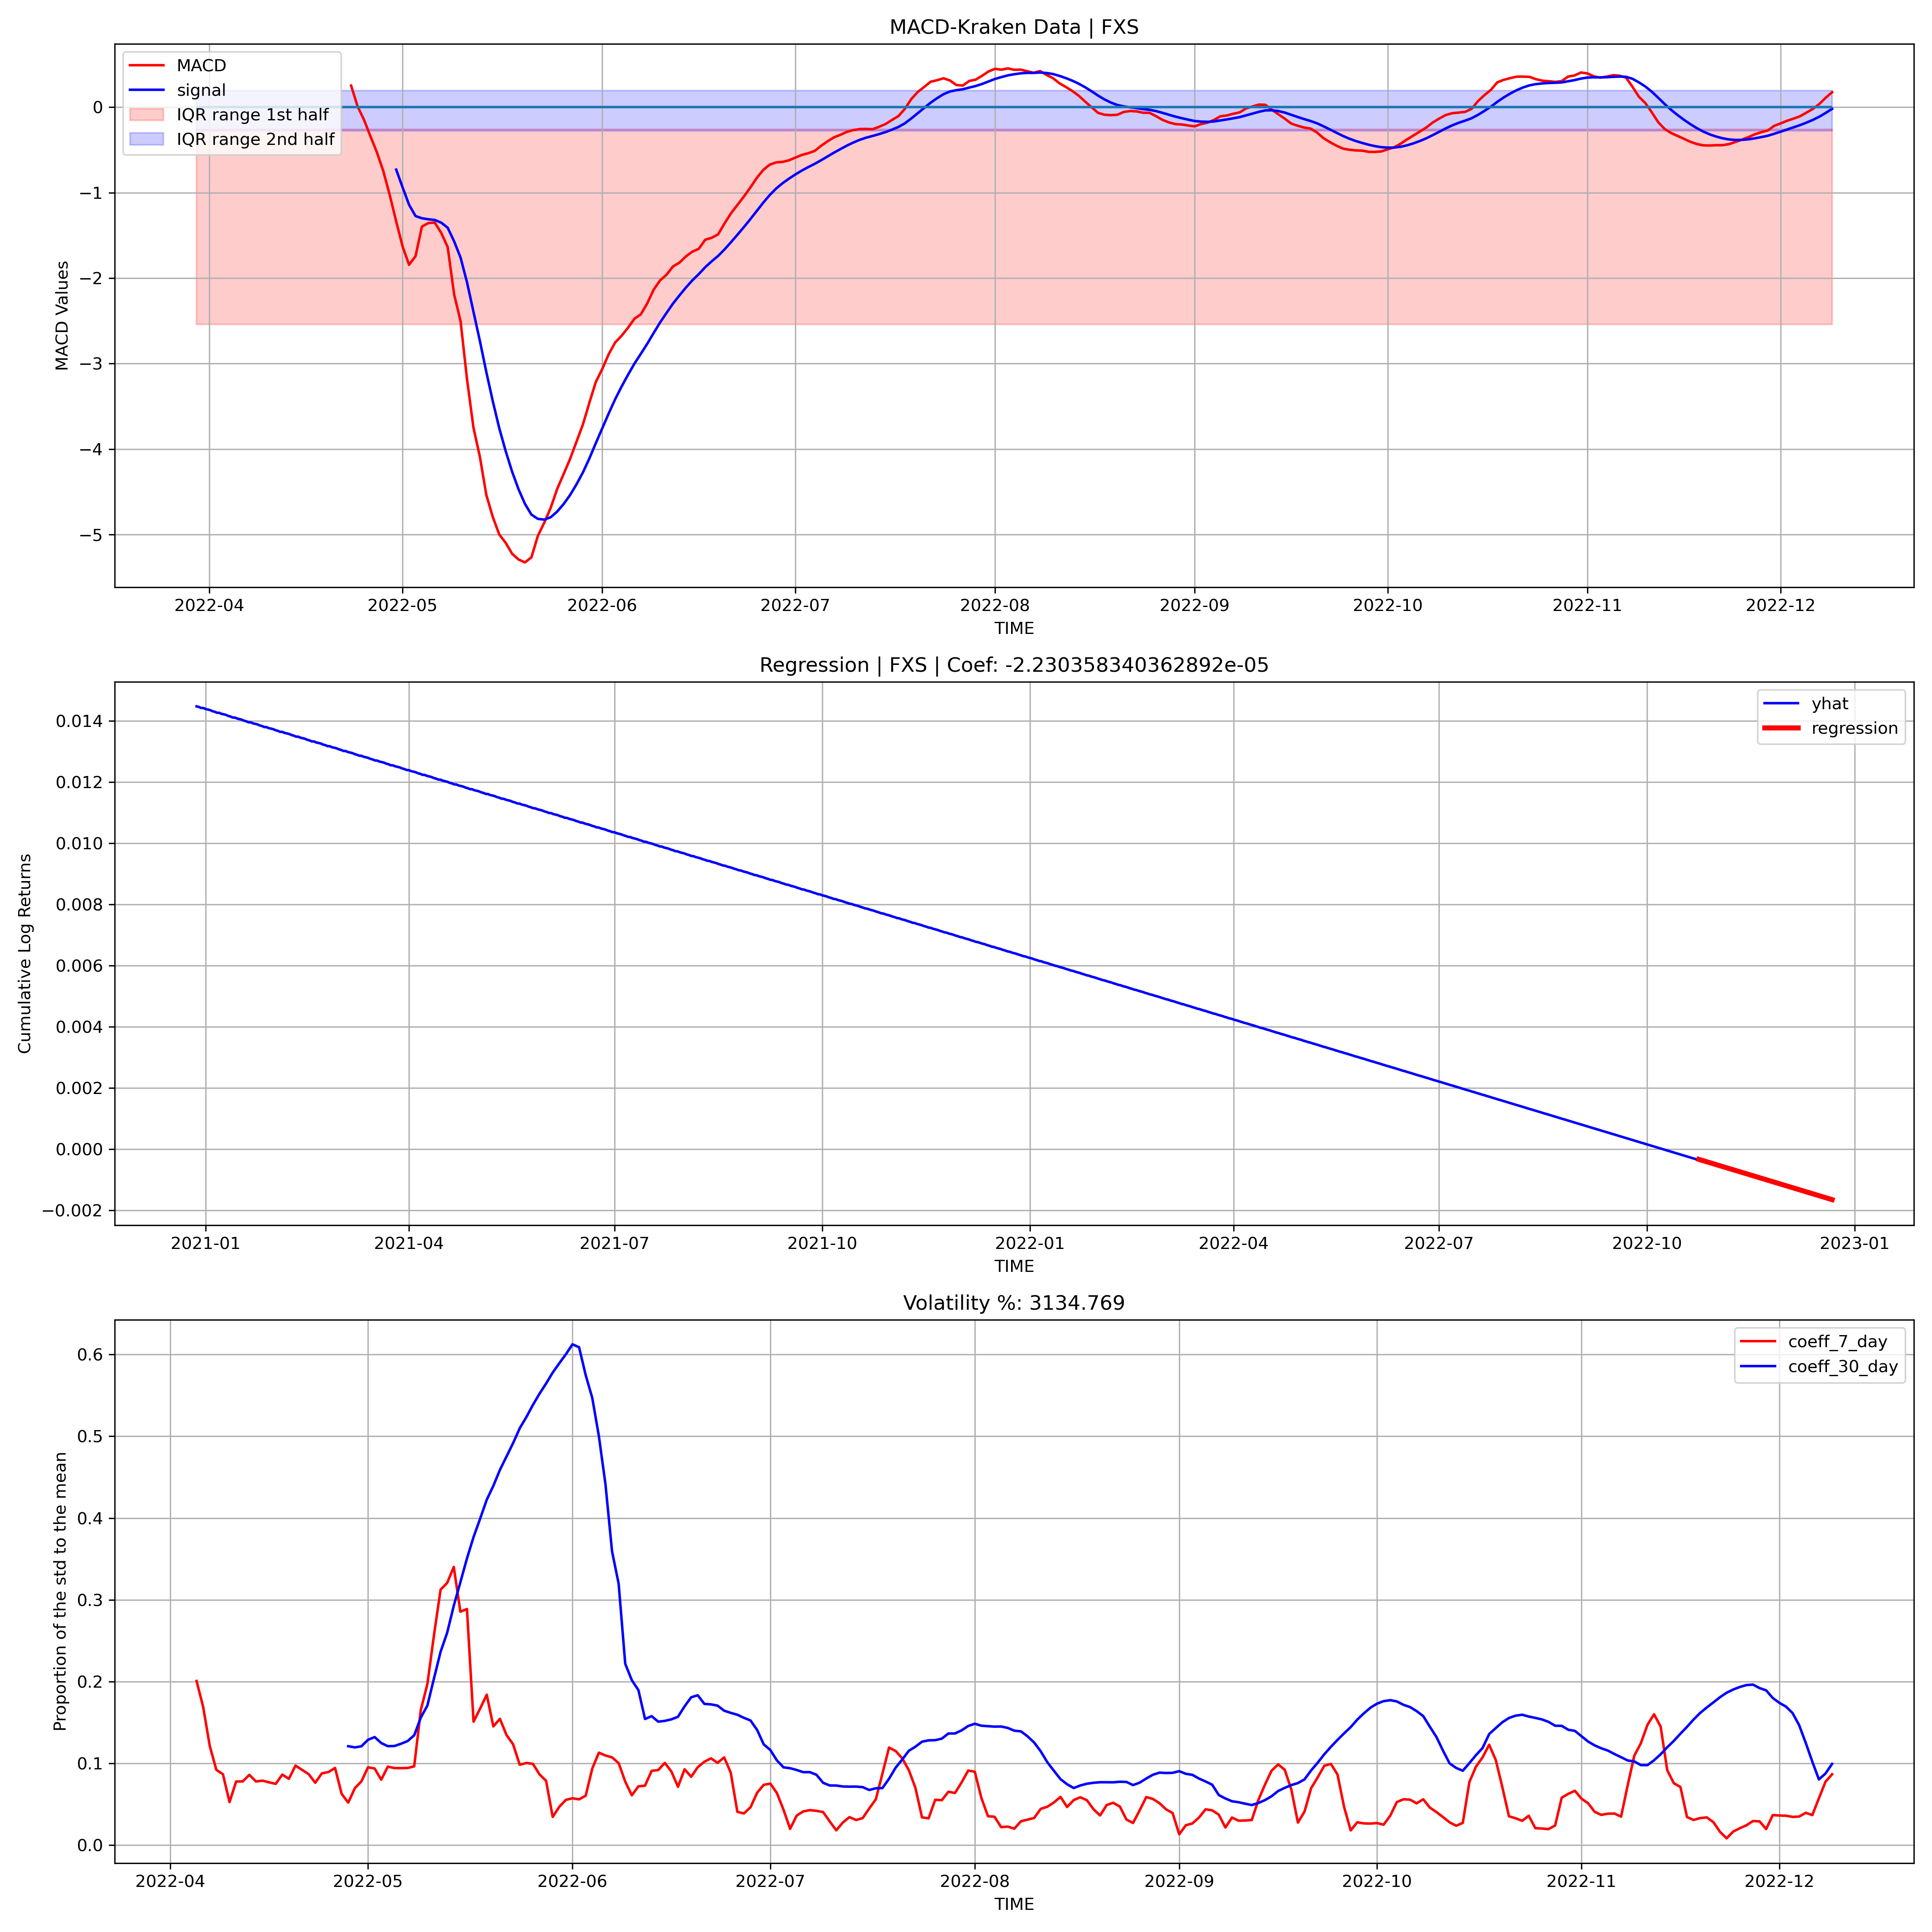 MACD-Kraken Data | FXS
MACD
signal
IQR range 1st half
IQR range 2nd half
MACD Values
0
−1
−2
−3
−4
−5
2022-04 2022-05 2022-06 2022-07 2022-08 2022-09 2022-10 2022-11 2022-12
TIME
Regression | FXS | Coef: -2.230358340362892e-05
yhat
regression
Cumulative Log Returns
0.014
0.012
0.010
0.008
0.006
0.004
0.002
0.000
−0.002
2021-01 2021-04 2021-07 2021-10 2022-01 2022-04 2022-07 2022-10 2023-01
TIME
Volatility %: 3134.769
coeff_7_day
coeff_30_day
Proportion of the std to the mean
0.6
0.5
0.4
0.3
0.2
0.1
0.0
2022-04 2022-05 2022-06 2022-07 2022-08 2022-09 2022-10 2022-11 2022-12
TIME